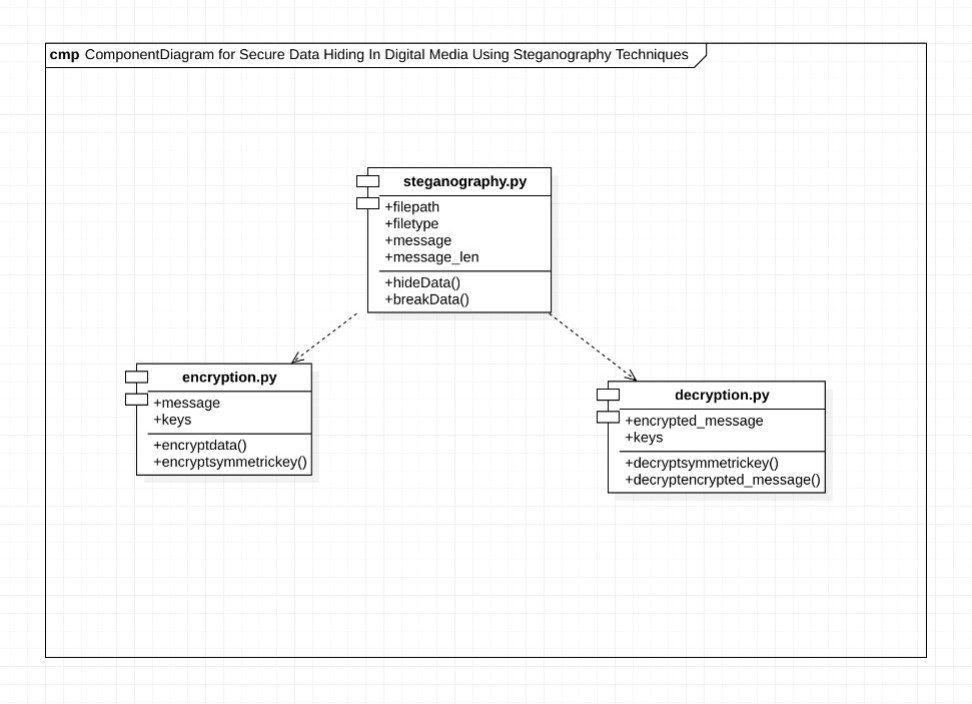 cmp ComponentDiagram for Secure Data Hiding In Digital Media Using Steganography Techniques
steganography.py
+filepath
+filetype
+message
+message_len
+hideData()
+breakData()
encryption.py
+message
+keys
+encryptdata()
+encryptsymmetrickey()
decryption.py
+encrypted_message
+keys
+decryptsymmetrickey()
+decryptencrypted_message()